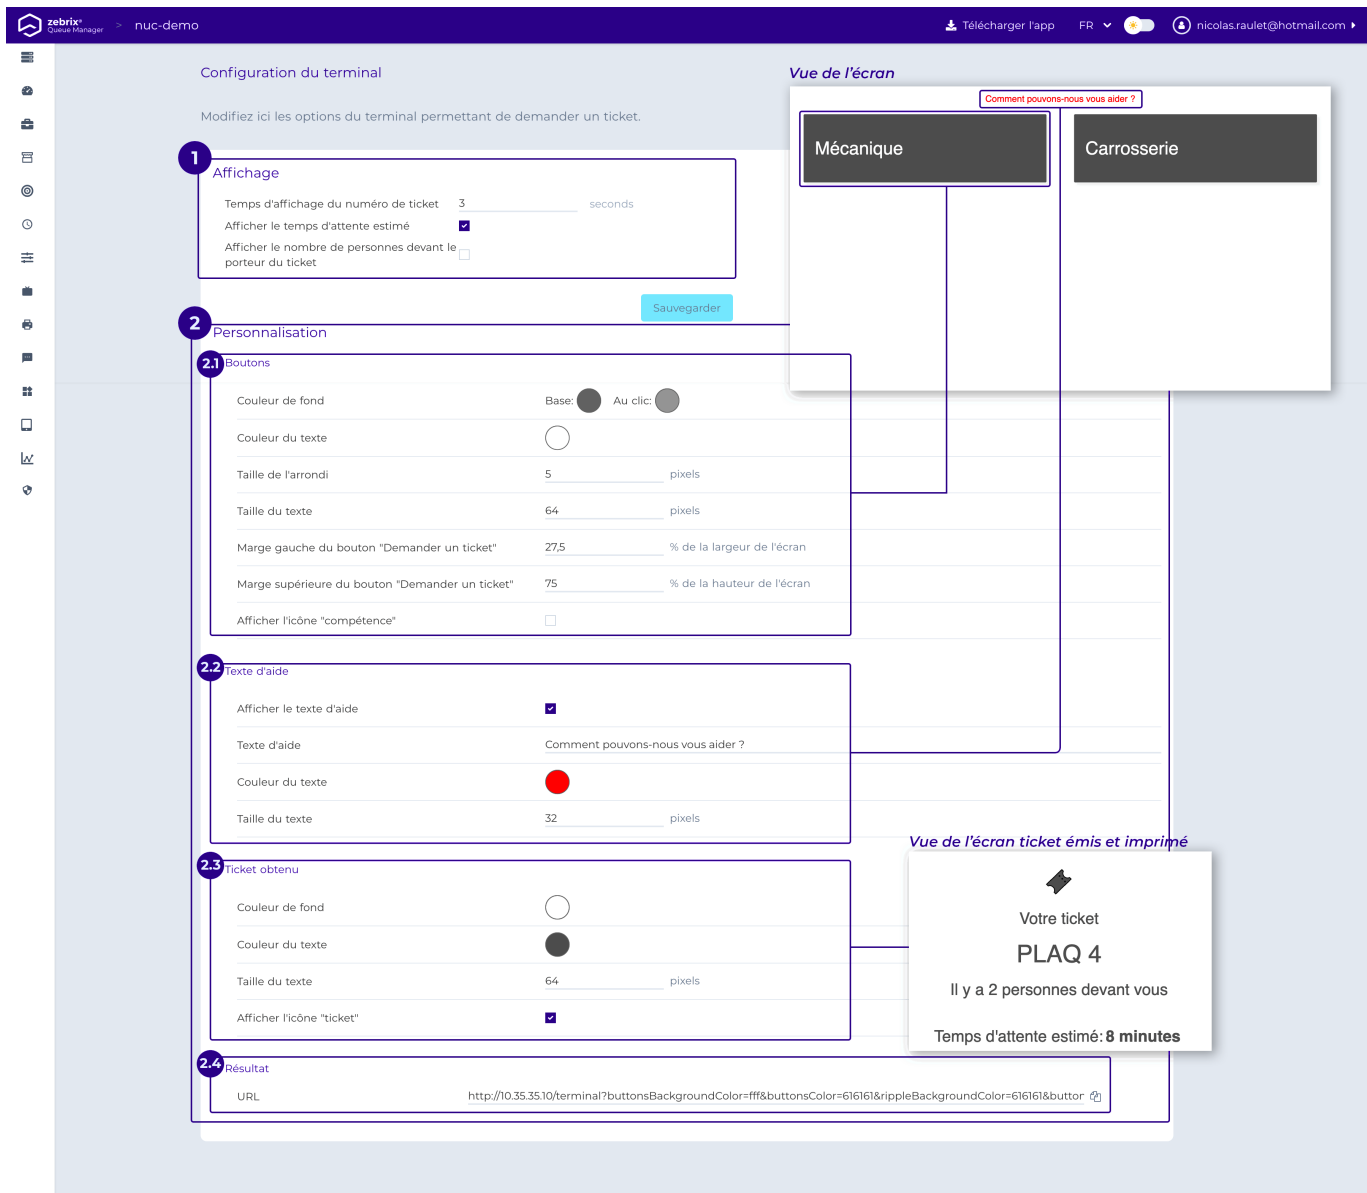 zebrix®
Queue Manager
> nuc-demo
Télécharger l'app
FR
nicolas.raulet@hotmail.com
Configuration du terminal
Modifiez ici les options du terminal permettant de demander un ticket.
Vue de l'écran
Comment pouvons-nous vous aider ?
Mécanique
Carrosserie
1
Affichage
Temps d'affichage du numéro de ticket 3 seconds
Afficher le temps d'attente estimé
Afficher le nombre de personnes devant le
porteur du ticket
Sauvegarder
2
Personnalisation
2.1
Boutons
Couleur de fond Base: Au clic:
Couleur du texte
Taille de l'arrondi 5 pixels
Taille du texte 64 pixels
Marge gauche du bouton "Demander un ticket" 27,5 % de la largeur de l'écran
Marge supérieure du bouton "Demander un ticket" 75 % de la hauteur de l'écran
Afficher l'icône "compétence"
2.2
Texte d'aide
Afficher le texte d'aide
Texte d'aide Comment pouvons-nous vous aider ?
Couleur du texte
Taille du texte 32 pixels
2.3
Ticket obtenu
Couleur de fond
Couleur du texte
Taille du texte 64 pixels
Afficher l'icône "ticket"
Vue de l'écran ticket émis et imprimé
Votre ticket
PLAQ 4
Il y a 2 personnes devant vous
Temps d'attente estimé: 8 minutes
2.4
Résultat
URL http://10.35.35.10/terminal?buttonsBackgroundColor=fff&buttonsColor=616161&rippleBackgroundColor=616161&buttor